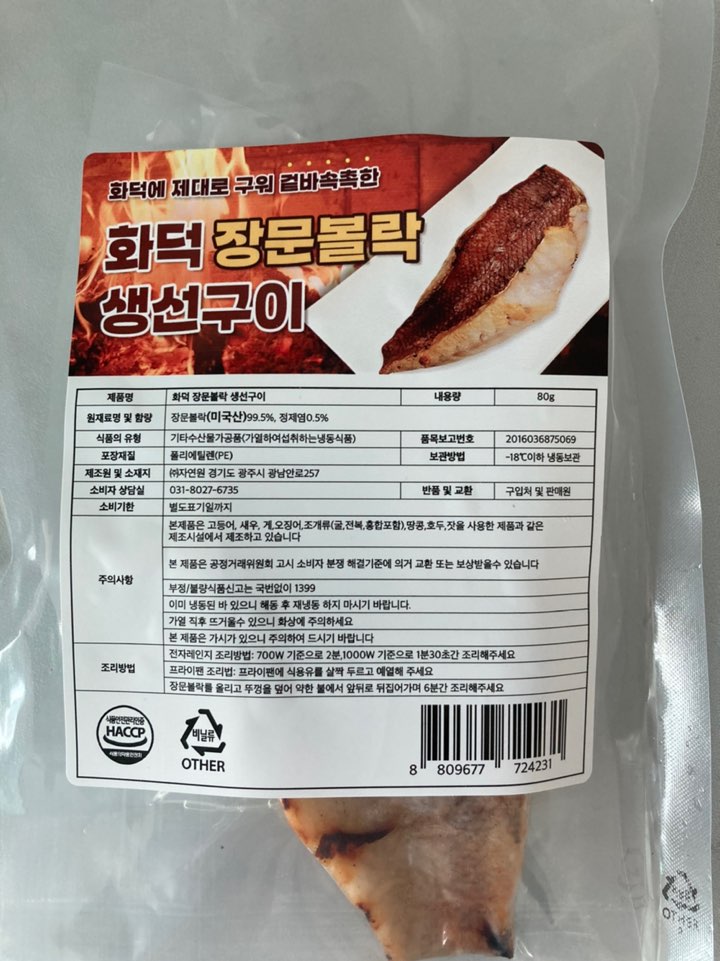 화덕에 제대로 구워 겉바속촉한
화덕 장문볼락
생선구이
제품명 화덕 장문볼락 생선구이 내용량 80g
원재료명 및 함량 장문볼락(미국산)99.5%, 정제염0.5%
식품의 유형 기타수산물가공품(가열하여섭취하는냉동식품) 품목보고번호 2016036875069
포장재질 폴리에틸렌(PE) 보관방법 -18℃이하 냉동보관
제조원 및 소재지 ㈜자연원 경기도 광주시 광남안로257
소비자 상담실 031-8027-6735 반품 및 교환 구입처 및 판매원
소비기한 별도표기일까지
주의사항
본제품은 고등어, 새우, 게,오징어,조개류(굴,전복,홍합포함),땅콩,호두,잣을 사용한 제품과 같은
제조시설에서 제조하고 있습니다
본 제품은 공정거래위원회 고시 소비자 분쟁 해결기준에 의거 교환 또는 보상받을수 있습니다
부정/불량식품신고는 국번없이 1399
이미 냉동된 바 있으니 해동 후 재냉동 하지 마시기 바랍니다.
가열 직후 뜨거울수 있으니 화상에 주의하세요
본 제품은 가시가 있으니 주의하여 드시기 바랍니다
조리방법
전자레인지 조리방법: 700W 기준으로 2분,1000W 기준으로 1분30초간 조리해주세요
프라이팬 조리법: 프라이팬에 식용유를 살짝 두르고 예열해 주세요
장문볼락를 올리고 뚜껑을 덮어 약한 불에서 앞뒤로 뒤집어가며 6분간 조리해주세요
식품안전관리인증
HACCP
식품의약품안전처
비닐류
OTHER
8 809677 724231
OTHER